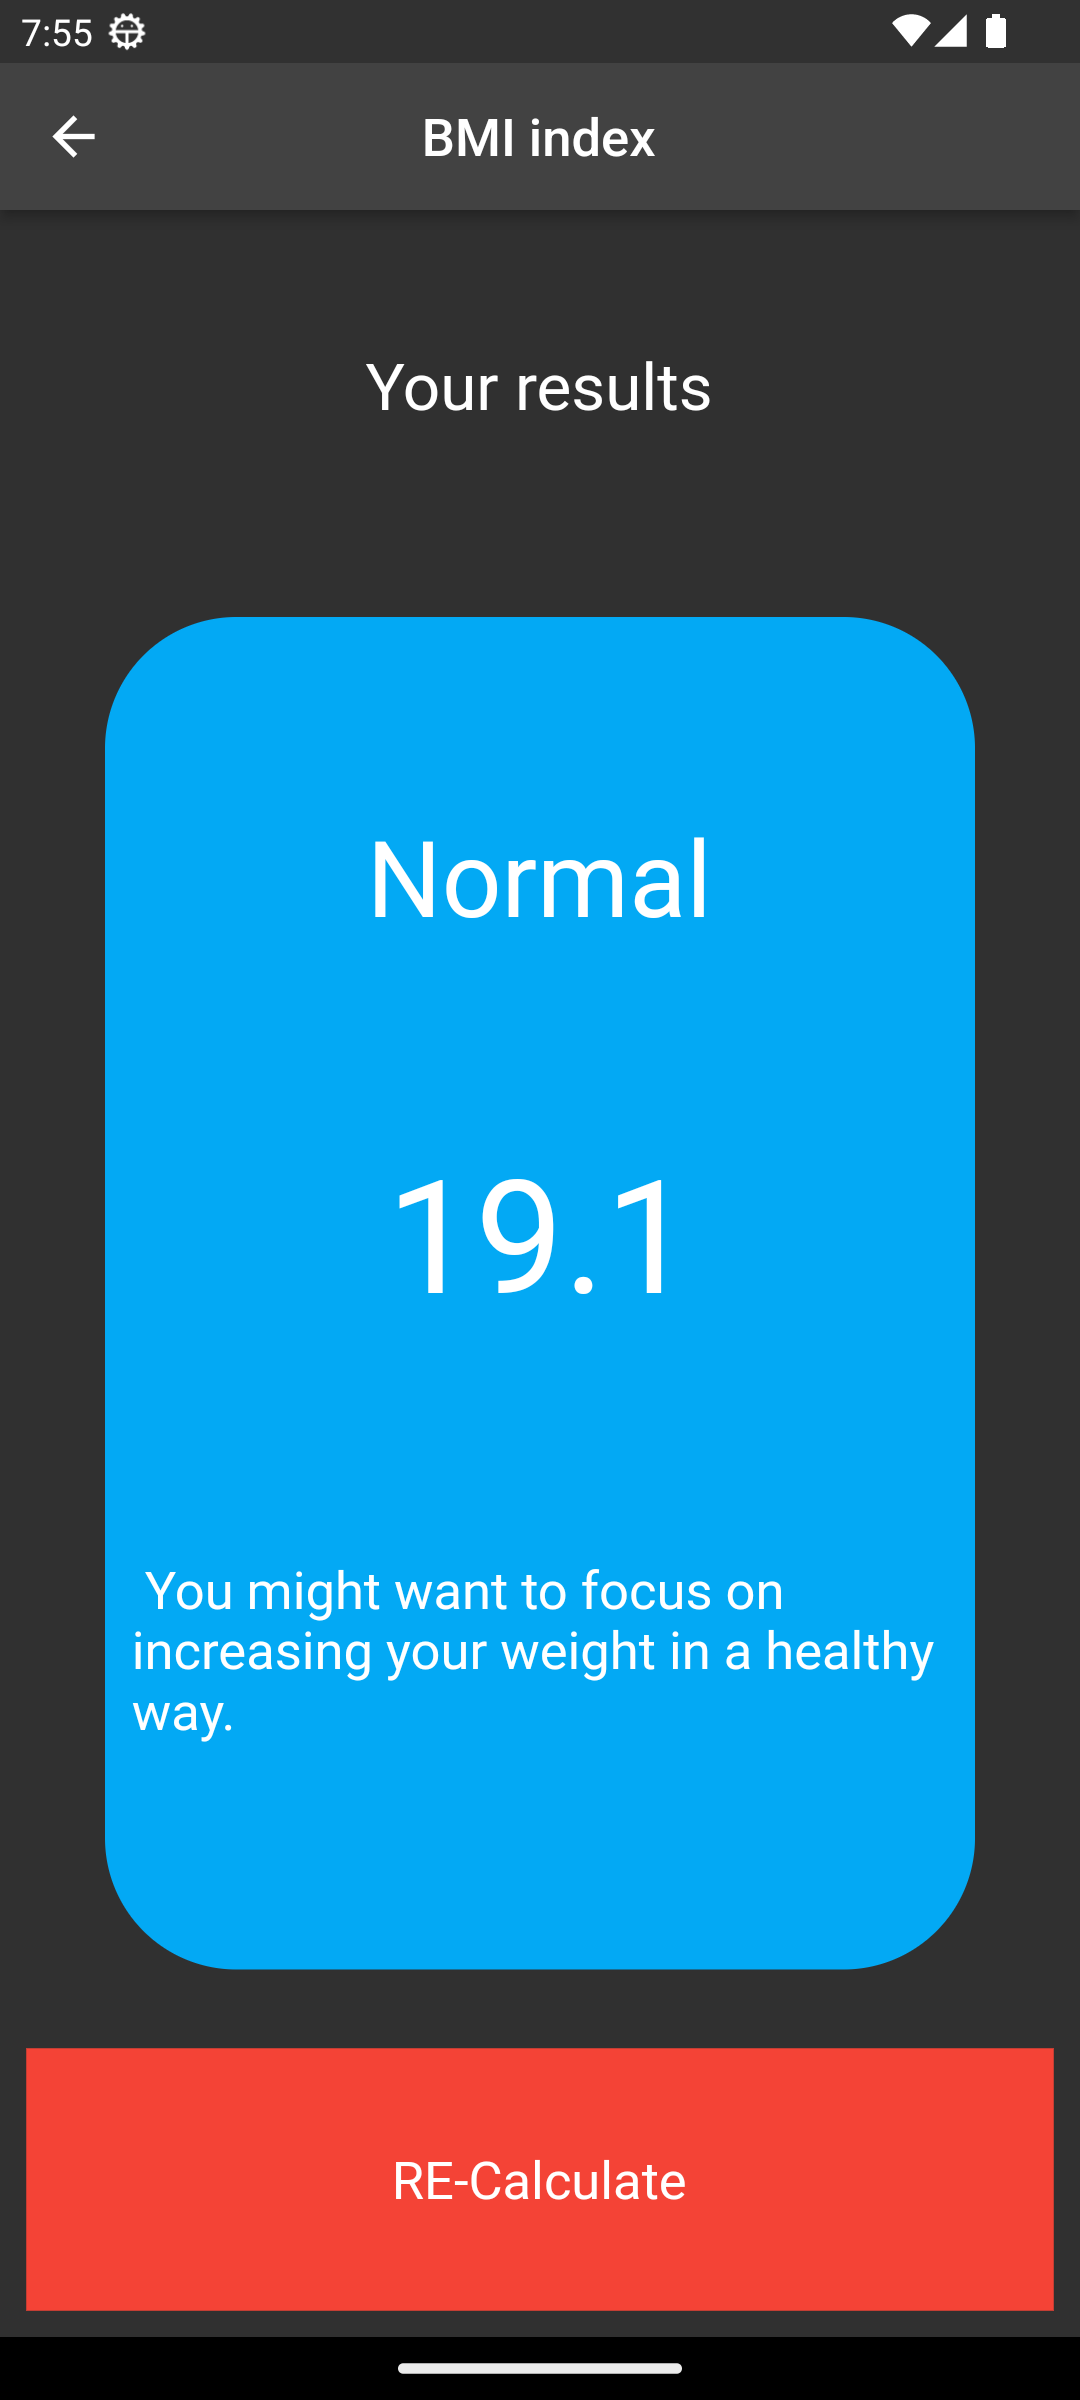 7:55
BMI index
Your results
Normal
19.1
You might want to focus on
increasing your weight in a healthy
way.
RE-Calculate